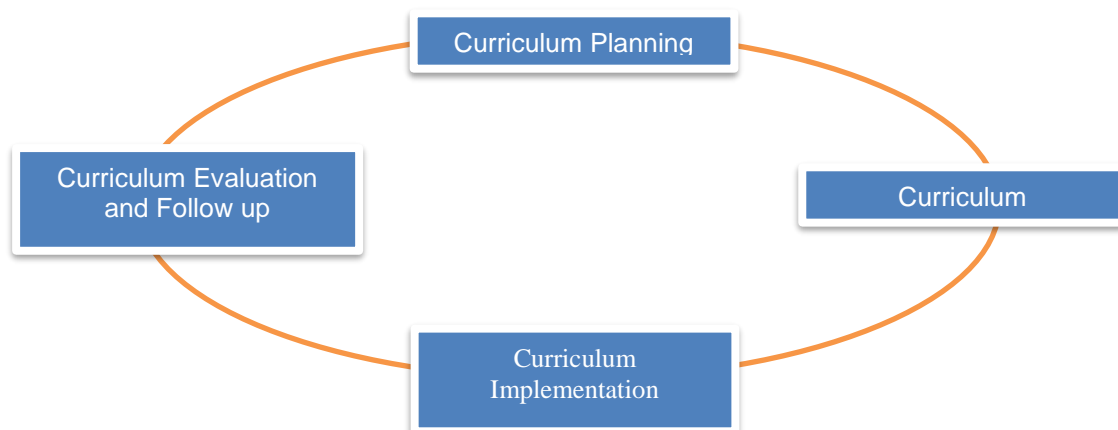 Curriculum Planning
Curriculum Evaluation
and Follow up
Curriculum
Curriculum
Implementation